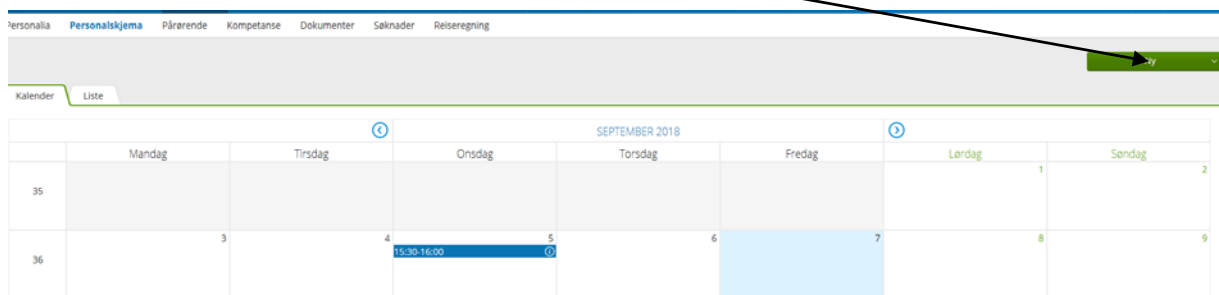 Personalia Personalskjema Pårørende Kompetanse Dokumenter Søknader Reiseregning
Kalender Liste
SEPTEMBER 2018
Mandag Tirsdag Onsdag Torsdag Fredag Lørdag Søndag
35 1 2
3 4 5 6 7 8 9
15:30-16:00
36